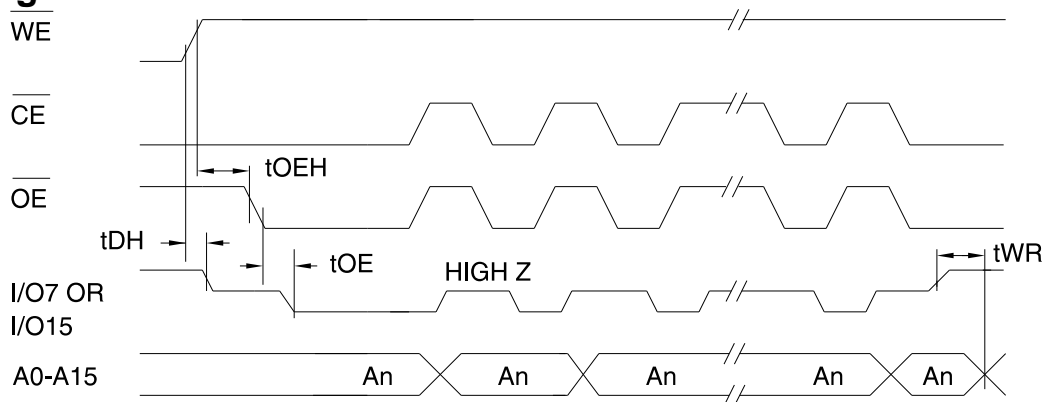 g
WE
CE
tOEH
OE
tDH
tOE
tWR
HIGH Z
I/O7 OR
I/O15
A0-A15
An
An
An
An
An